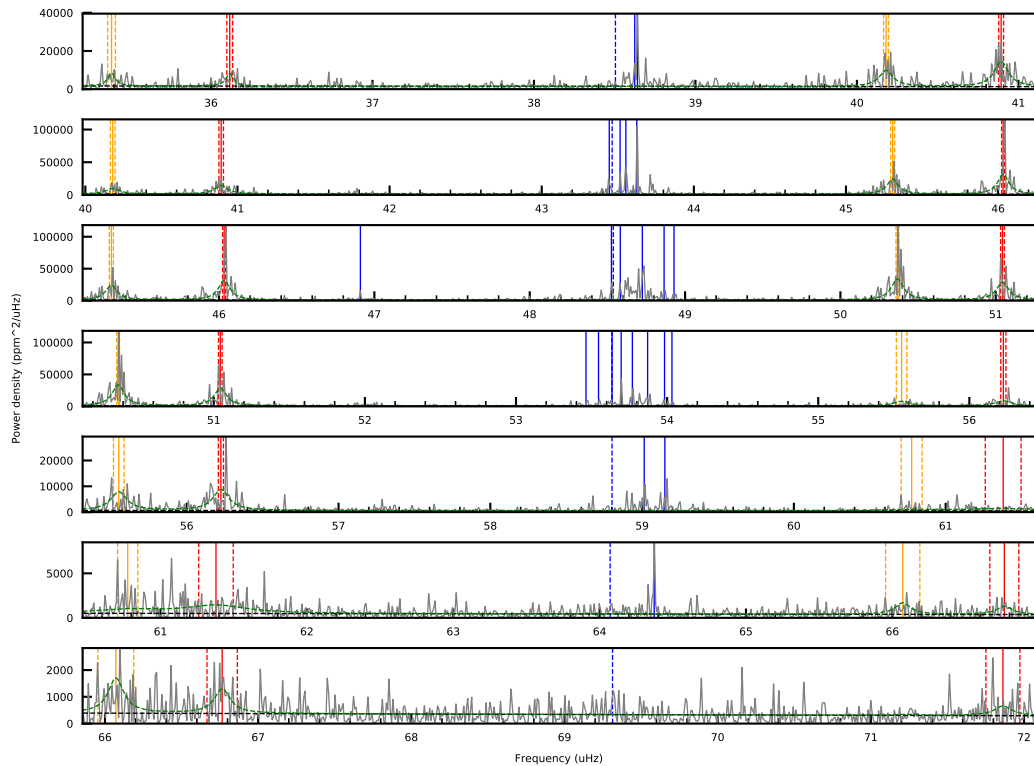 40000
20000
0
36 37 38 39 40 41
100000
50000
0
40 41 42 43 44 45 46
100000
50000
0
46 47 48 49 50 51
100000
50000
0
51 52 53 54 55 56
Power density (ppm^2/uHz)
20000
10000
0
56 57 58 59 60 61
5000
0
61 62 63 64 65 66
2000
1000
0
66 67 68 69 70 71 72
Frequency (uHz)